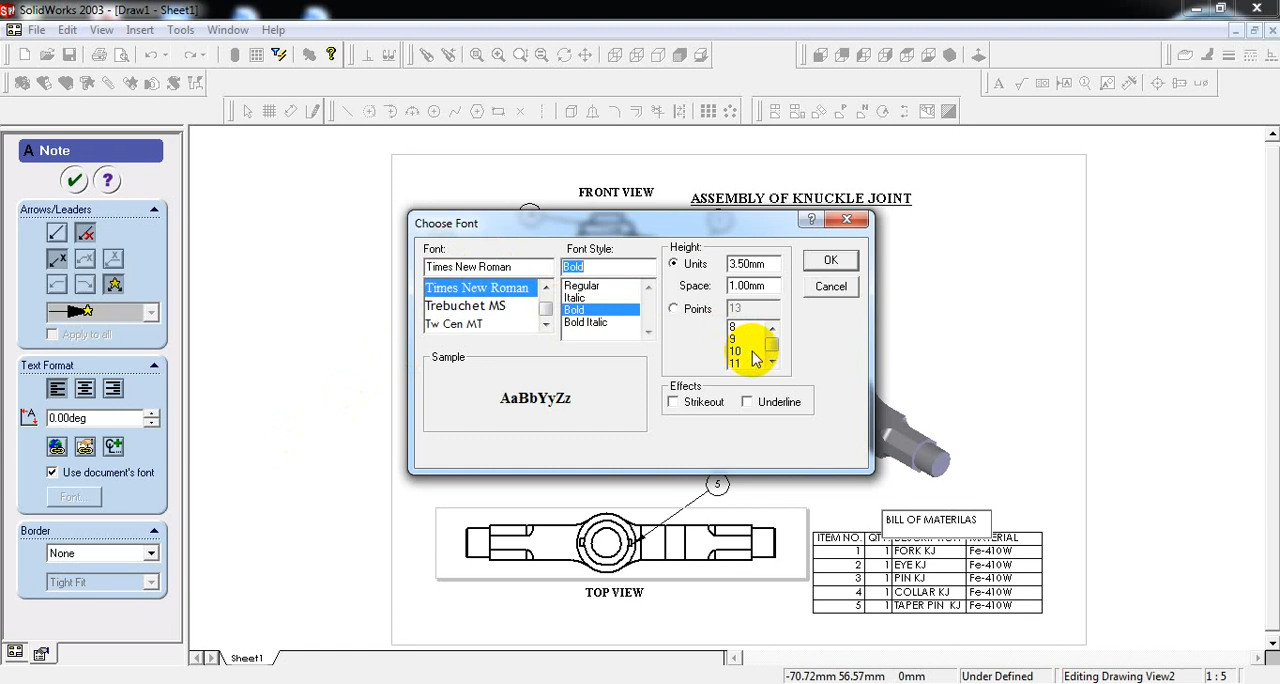 SolidWorks 2003 - [Draw1 - Sheet1]
File Edit View Insert Tools Window Help
A Note
Arrows/Leaders
Apply to all
Text Format
0.00deg
Use document's font
Font...
Border
None
Tight Fit
FRONT VIEW
ASSEMBLY OF KNUCKLE JOINT
Choose Font
Font:
Times New Roman
Times New Roman
Trebuchet MS
Tw Cen MT
Font Style:
Bold
Regular
Italic
Bold
Bold Italic
Height:
Units 3.50mm
Space: 1.00mm
Points 13
8
9
10
11
OK
Cancel
Sample
AaBbYyZz
Effects
Strikeout Underline
5
TOP VIEW
BILL OF MATERILAS
ITEM NO.
1 1 FORK KJ Fe-410W
2 1 EYE KJ Fe-410W
3 1 PIN KJ Fe-410W
4 1 COLLAR KJ Fe-410W
5 1 TAPER PIN KJ Fe-410W
Sheet1
-70.72mm 56.57mm 0mm Under Defined Editing Drawing View2 1 : 5